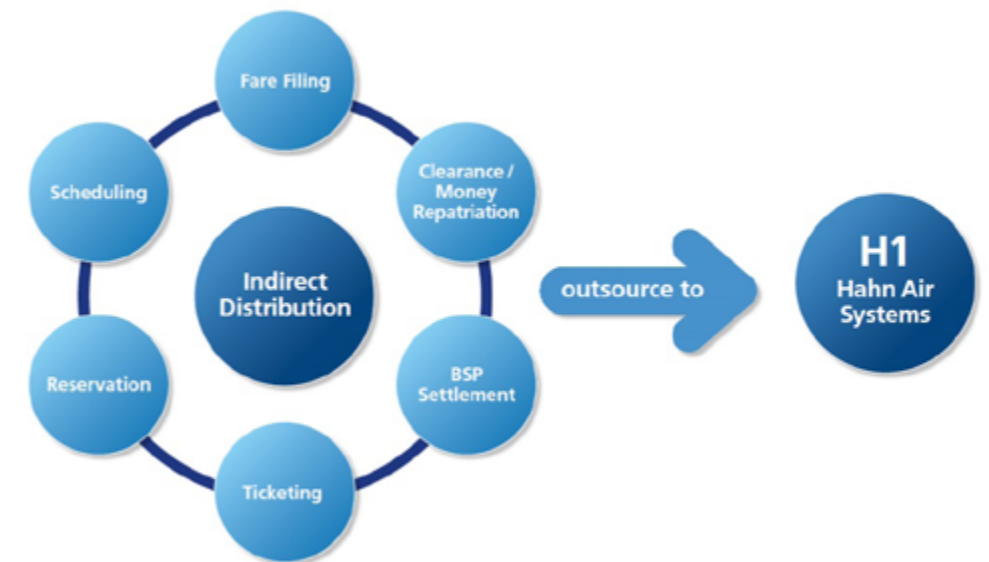 Fare Filing
Clearance /
Money
Repatriation
Scheduling
Indirect
Distribution
outsource to
H1
Hahn Air
Systems
Reservation
BSP
Settlement
Ticketing